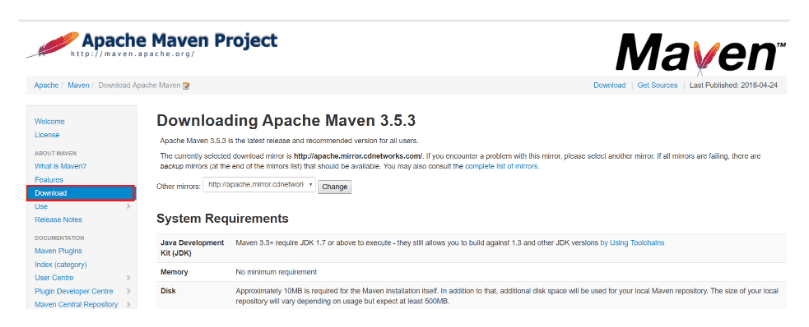 Apache Maven Project
http://maven.apache.org/
Maven™
Apache / Maven / Download Apache Maven
Download | Get Sources | Last Published: 2018-04-24
Welcome
License
ABOUT MAVEN
What is Maven?
Features
Download
Use
Release Notes
DOCUMENTATION
Maven Plugins
Index (category)
User Centre
Plugin Developer Centre
Maven Central Repository
Downloading Apache Maven 3.5.3
Apache Maven 3.5.3 is the latest release and recommended version for all users.
The currently selected download mirror is http://apache.mirror.cdnetworks.com/. If you encounter a problem with this mirror, please select another mirror. If all mirrors are failing, there are
backup mirrors (at the end of the mirrors list) that should be available. You may also consult the complete list of mirrors.
Other mirrors: http://apache.mirror.cdnetwork Change
System Requirements
Java Development Maven 3.3+ require JDK 1.7 or above to execute - they still allows you to build against 1.3 and other JDK versions by Using Toolchains
Kit (JDK)
Memory No minimum requirement
Disk Approximately 10MB is required for the Maven installation itself. In addition to that, additional disk space will be used for your local Maven repository. The size of your local
repository will vary depending on usage but expect at least 500MB.